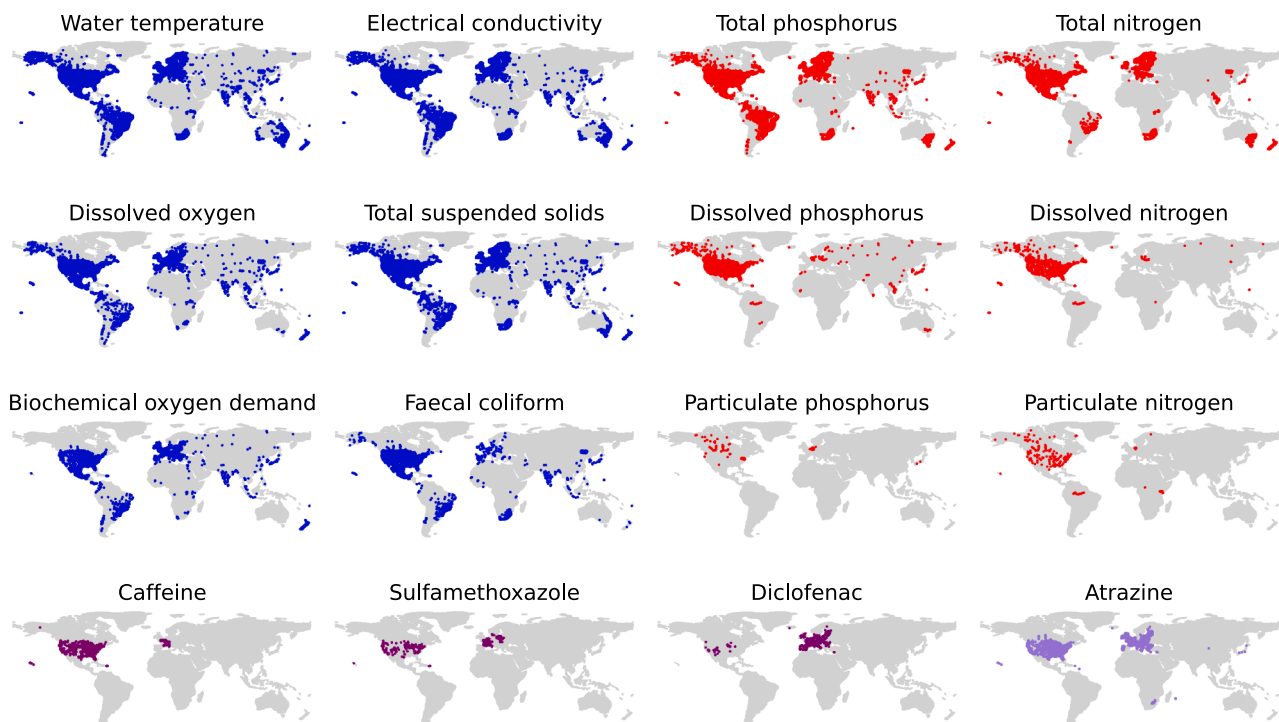 Water temperature
Electrical conductivity
Total phosphorus
Total nitrogen
Dissolved oxygen
Total suspended solids
Dissolved phosphorus
Dissolved nitrogen
Biochemical oxygen demand
Faecal coliform
Particulate phosphorus
Particulate nitrogen
Caffeine
Sulfamethoxazole
Diclofenac
Atrazine